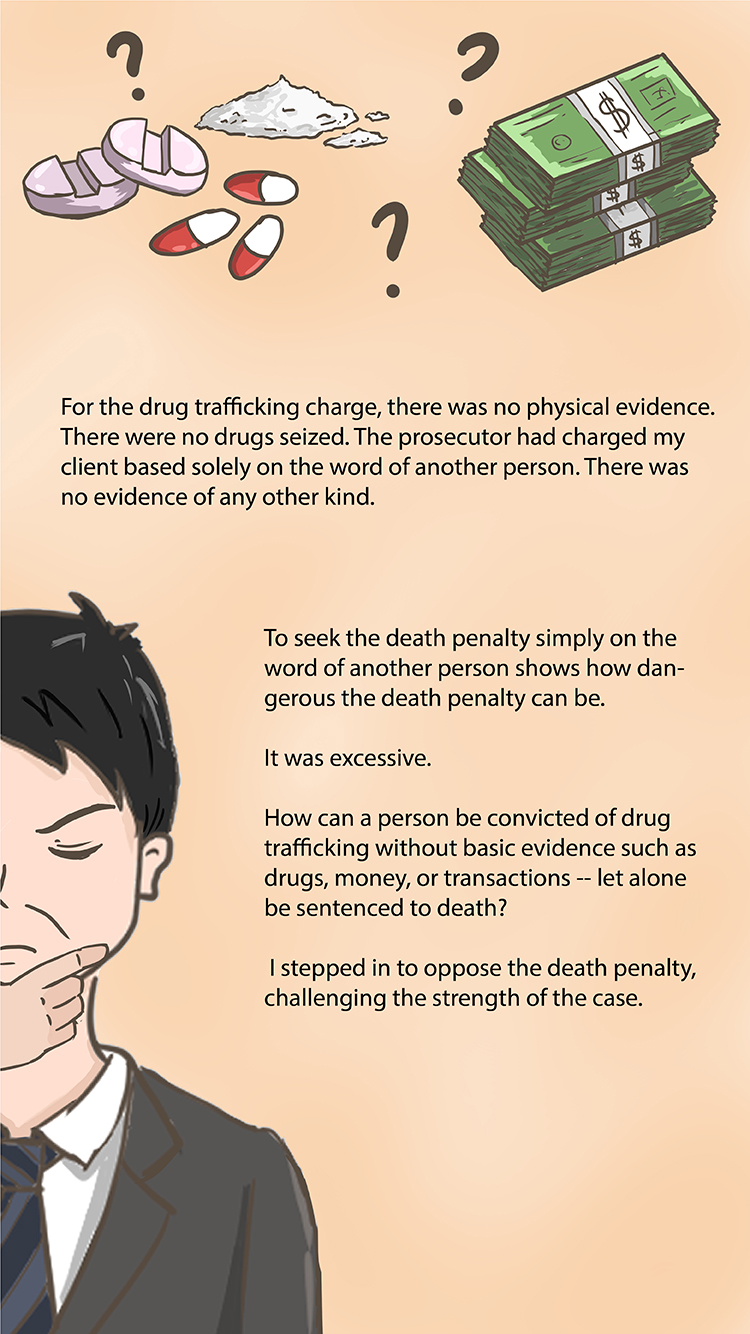 ?
?
?
$
$
$
$
For the drug trafficking charge, there was no physical evidence.
There were no drugs seized. The prosecutor had charged my
client based solely on the word of another person. There was
no evidence of any other kind.
To seek the death penalty simply on the
word of another person shows how dan-
gerous the death penalty can be.
It was excessive.
How can a person be convicted of drug
trafficking without basic evidence such as
drugs, money, or transactions -- let alone
be sentenced to death?
I stepped in to oppose the death penalty,
challenging the strength of the case.